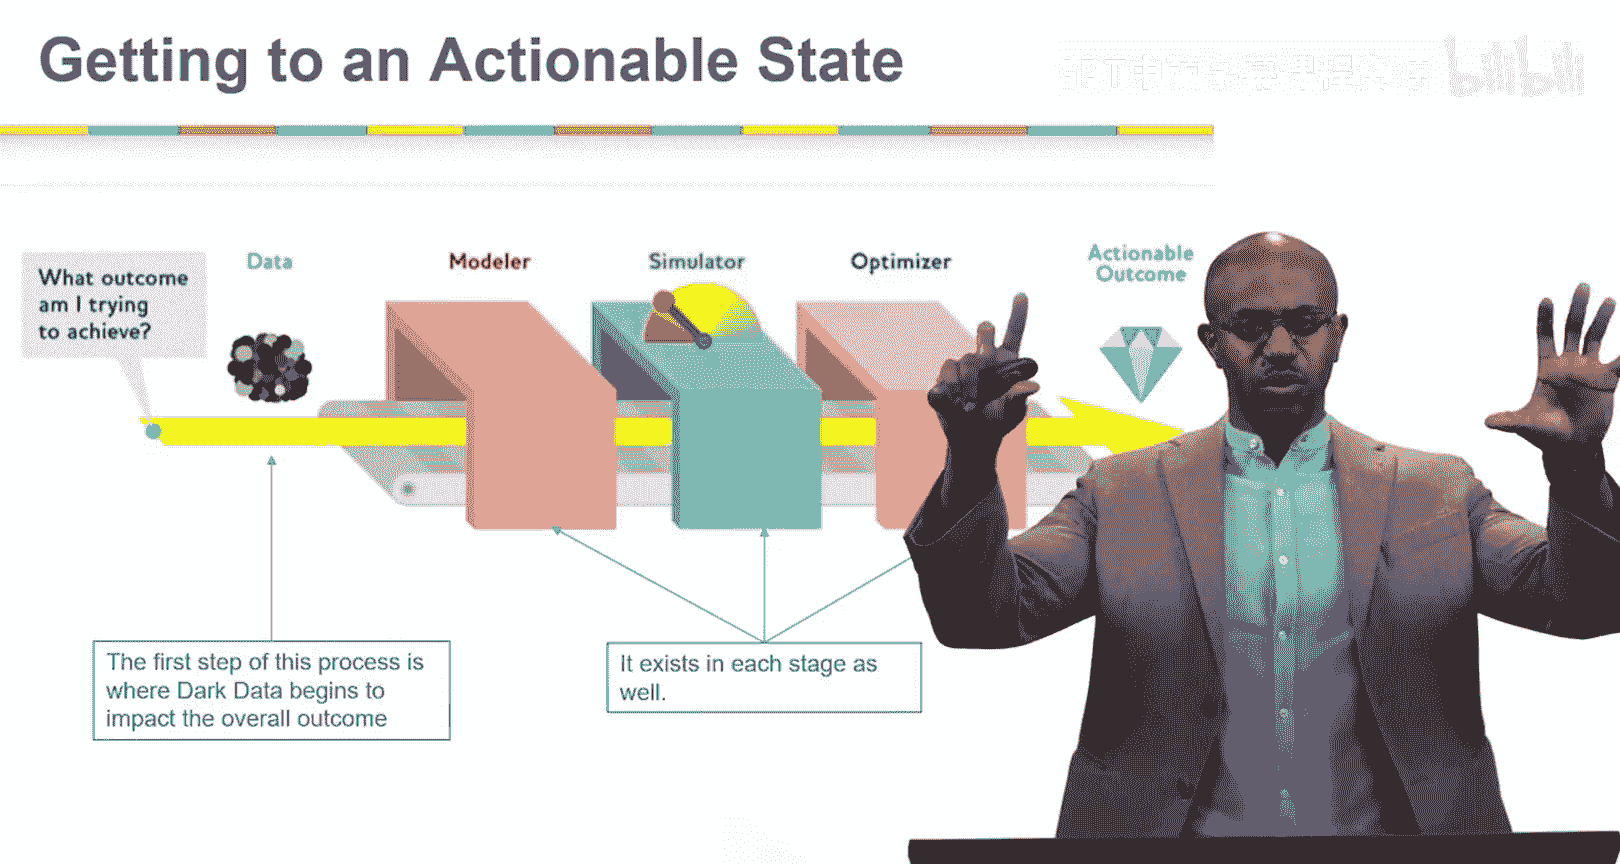 Getting to an Actionable State
bilibili
What outcome
am I trying
to achieve?
Data
Modeler
Simulator
Optimizer
Actionable
Outcome
The first step of this process is
where Dark Data begins to
impact the overall outcome
It exists in each stage as
well.